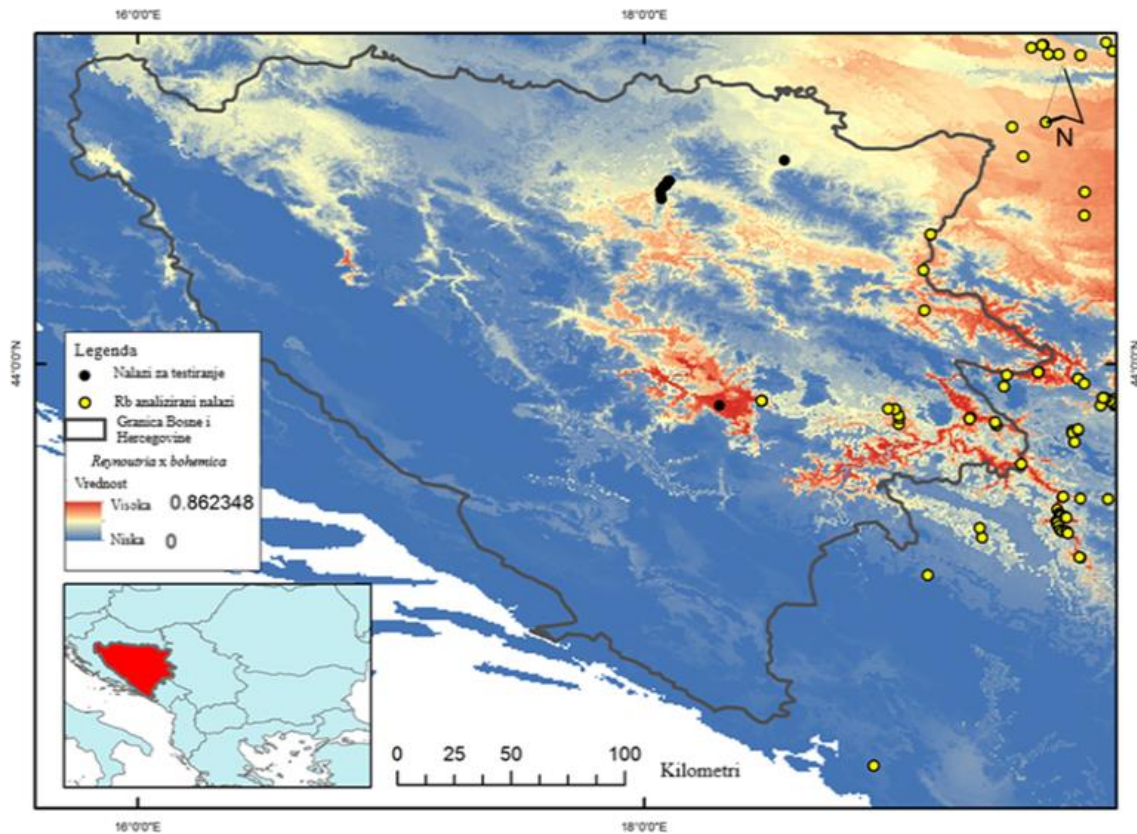 16°0'0"E
18°0'0"E
N
44°0'0"N
44°0'0"N
Legenda
Nalazi za testiranje
Rb analizirani nalazi
Granica Bosne i
Hercegovine
Reynoutria x bohemica
Vrednost
Visoka 0.862348
Niska 0
0 25 50 100
Kilometri
16°0'0"E
18°0'0"E